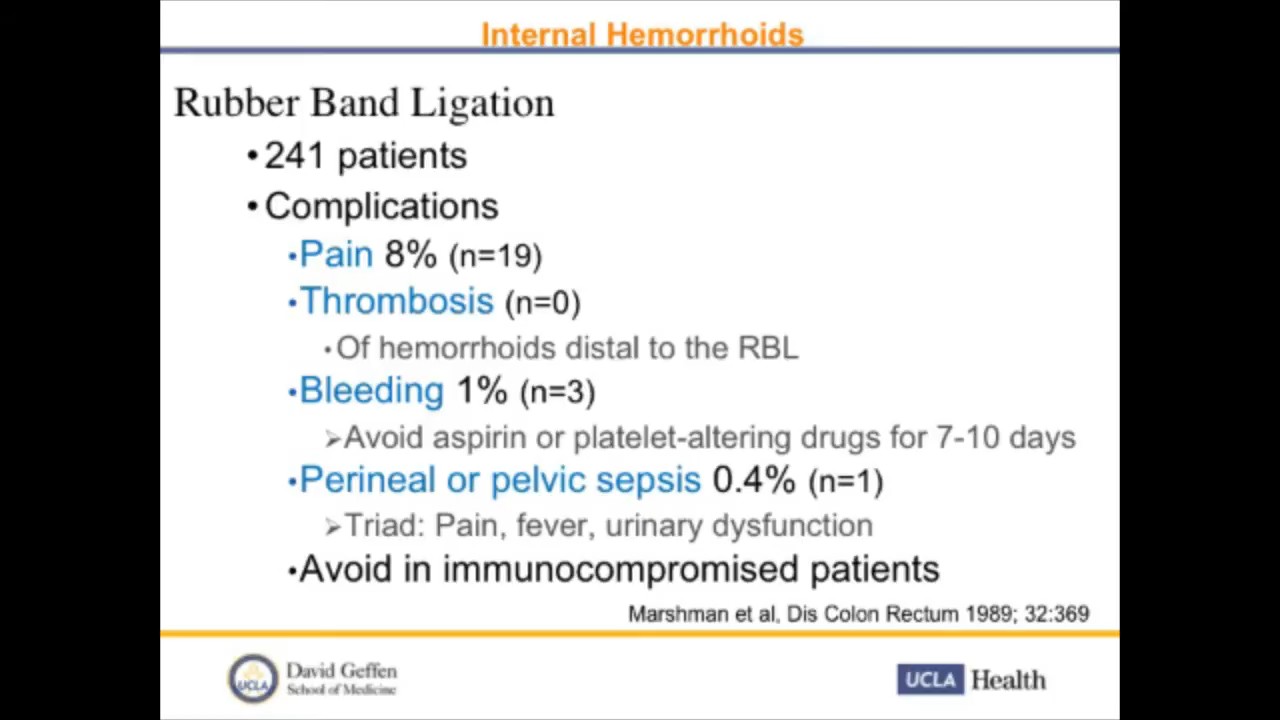 Internal Hemorrhoids
Rubber Band Ligation
•241 patients
•Complications
•Pain 8% (n=19)
•Thrombosis (n=0)
•Of hemorrhoids distal to the RBL
•Bleeding 1% (n=3)
➢Avoid aspirin or platelet-altering drugs for 7-10 days
•Perineal or pelvic sepsis 0.4% (n=1)
➢Triad: Pain, fever, urinary dysfunction
•Avoid in immunocompromised patients
Marshman et al, Dis Colon Rectum 1989; 32:369
UCLA
David Geffen
School of Medicine
UCLA Health